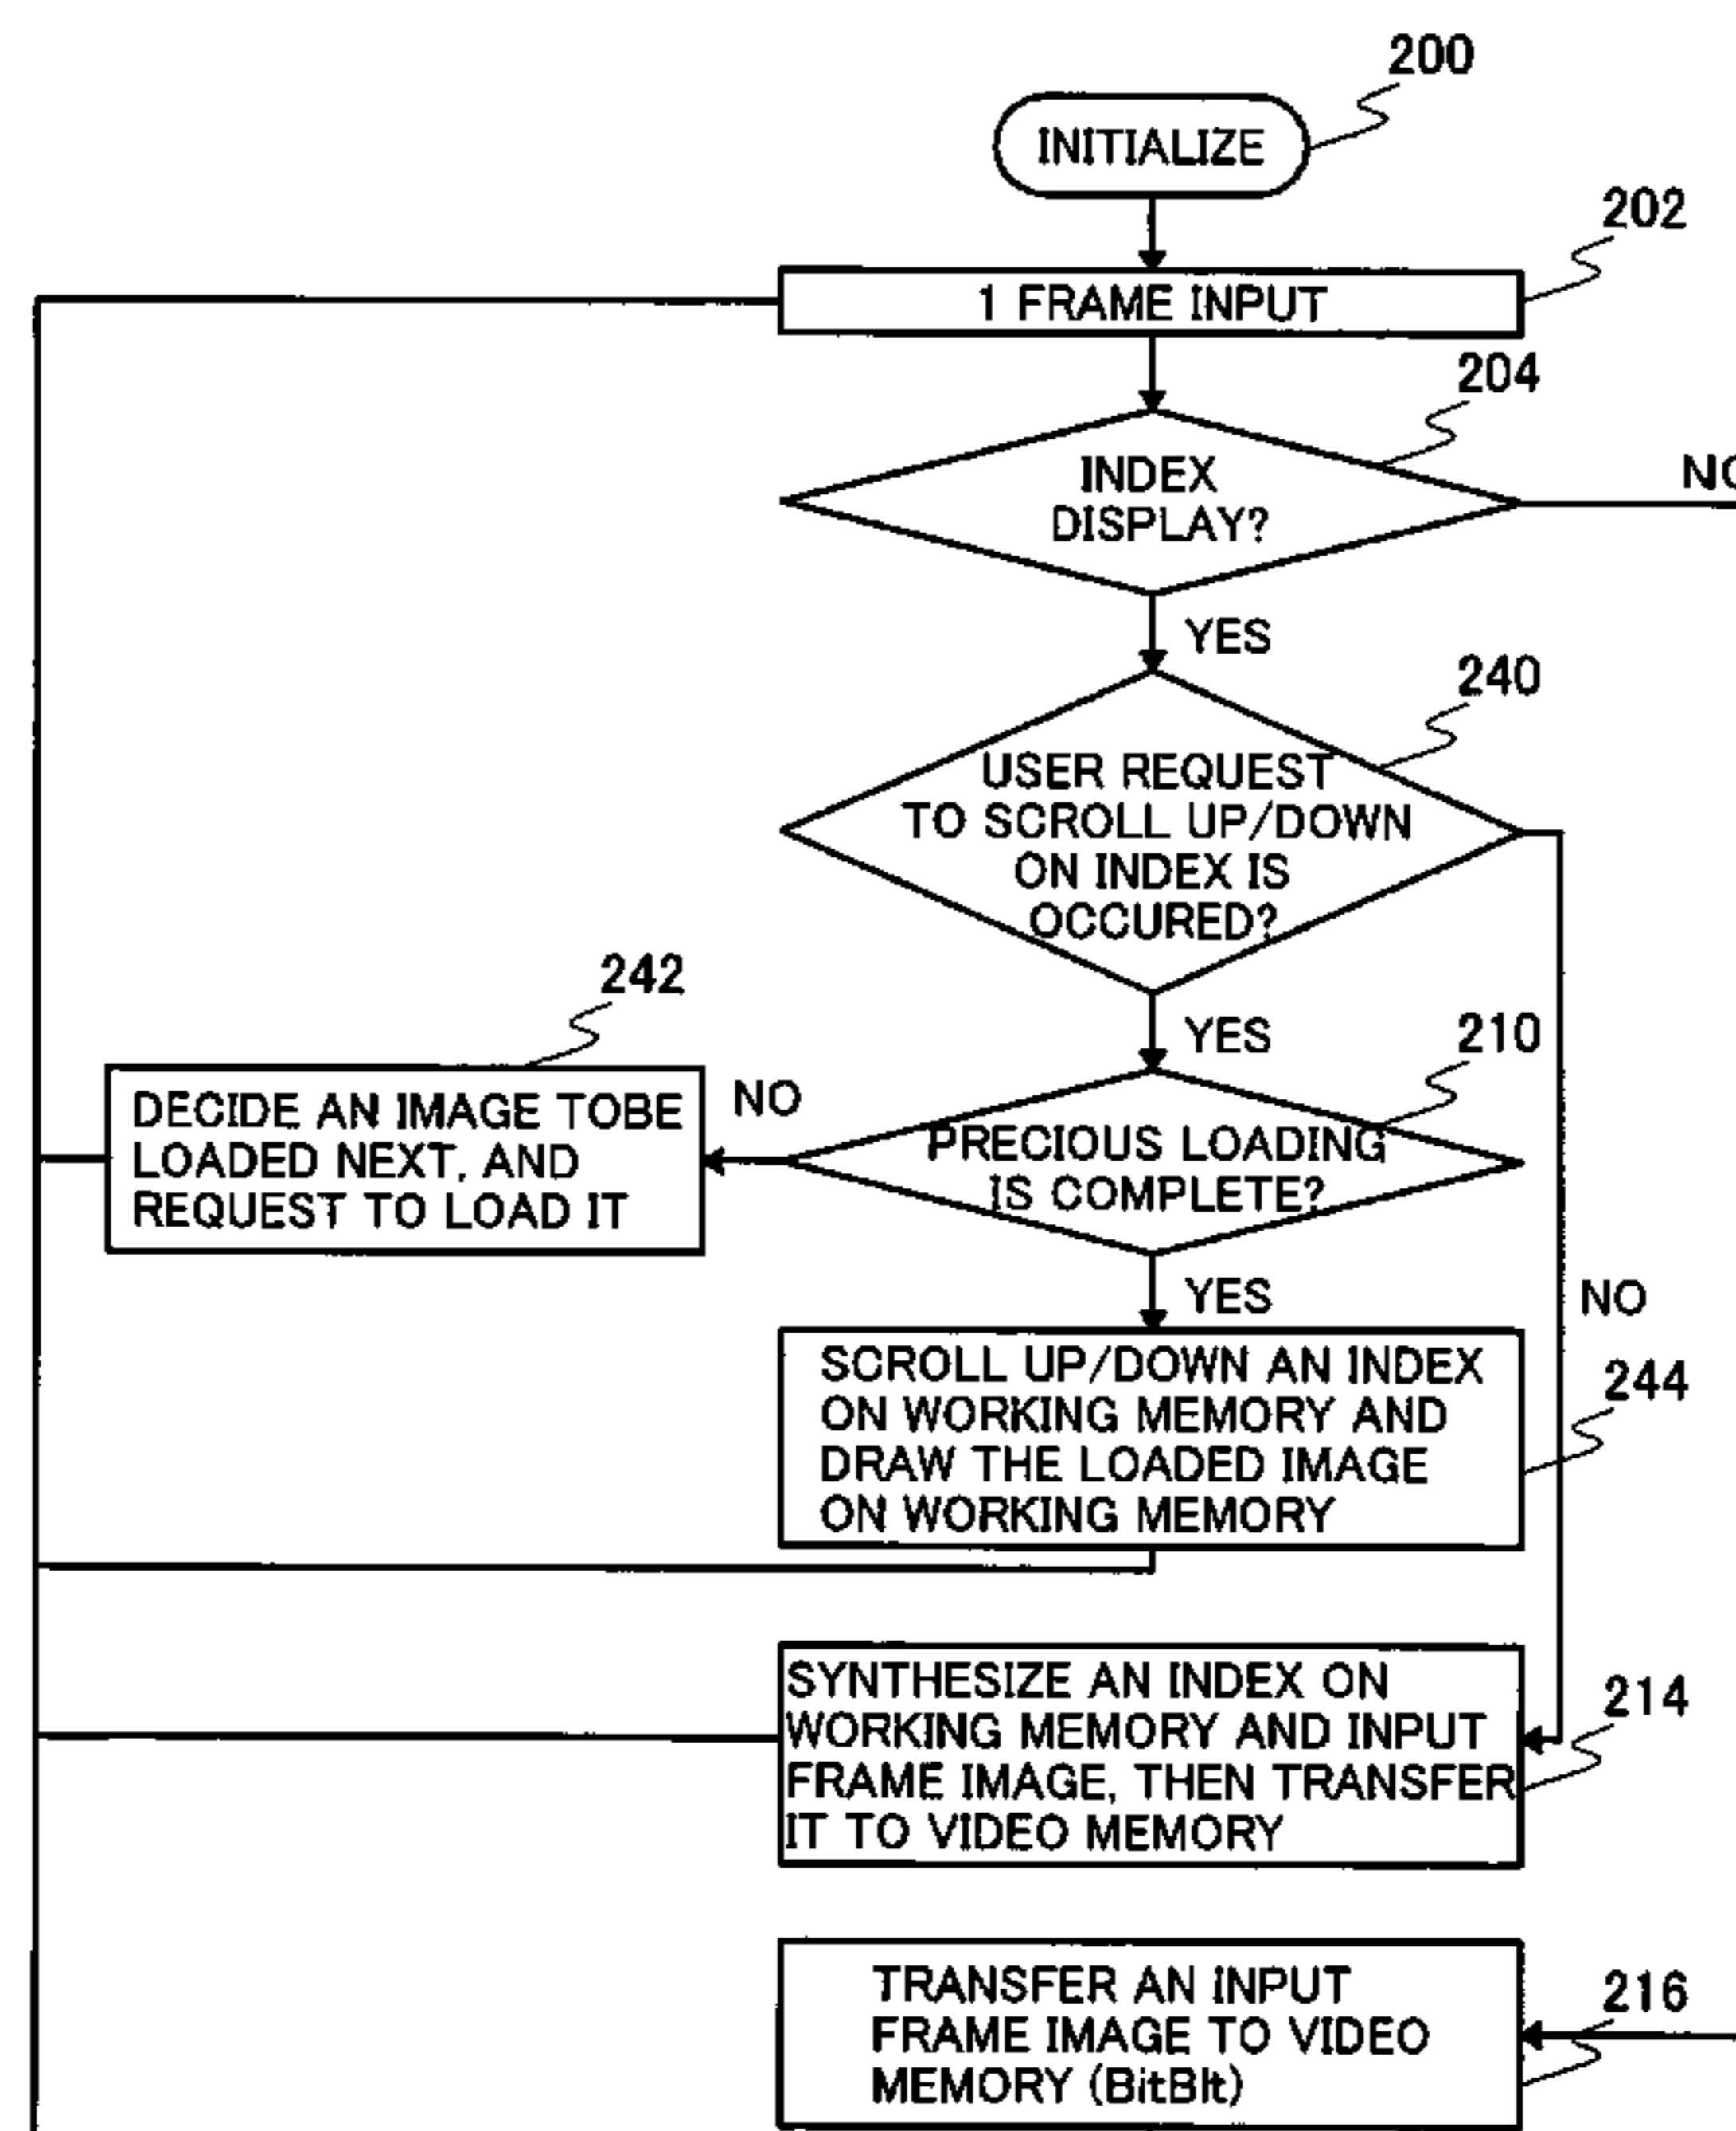 200
INITIALIZE
202
1 FRAME INPUT
204
INDEX
DISPLAY?
NO
YES
240
USER REQUEST
TO SCROLL UP/DOWN
ON INDEX IS
OCCURED?
242
YES
210
DECIDE AN IMAGE TOBE
LOADED NEXT, AND
REQUEST TO LOAD IT
NO
PRECIOUS LOADING
IS COMPLETE?
YES
NO
SCROLL UP/DOWN AN INDEX
ON WORKING MEMORY AND
DRAW THE LOADED IMAGE
ON WORKING MEMORY
244
SYNTHESIZE AN INDEX ON
WORKING MEMORY AND INPUT
FRAME IMAGE, THEN TRANSFER
IT TO VIDEO MEMORY
214
TRANSFER AN INPUT
FRAME IMAGE TO VIDEO
MEMORY (BitBlt)
216